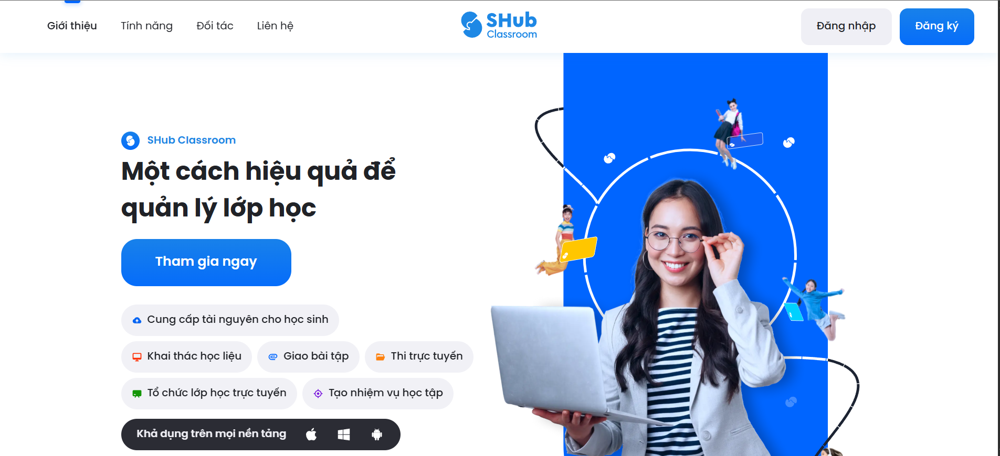 Giới thiệu
Tính năng
Đối tác
Liên hệ
SHub
Classroom
Đăng nhập
Đăng ký
SHub Classroom
Một cách hiệu quả để
quản lý lớp học
Tham gia ngay
Cung cấp tài nguyên cho học sinh
Khai thác học liệu
Giao bài tập
Thi trực tuyến
Tổ chức lớp học trực tuyến
Tạo nhiệm vụ học tập
Khả dụng trên mọi nền tảng